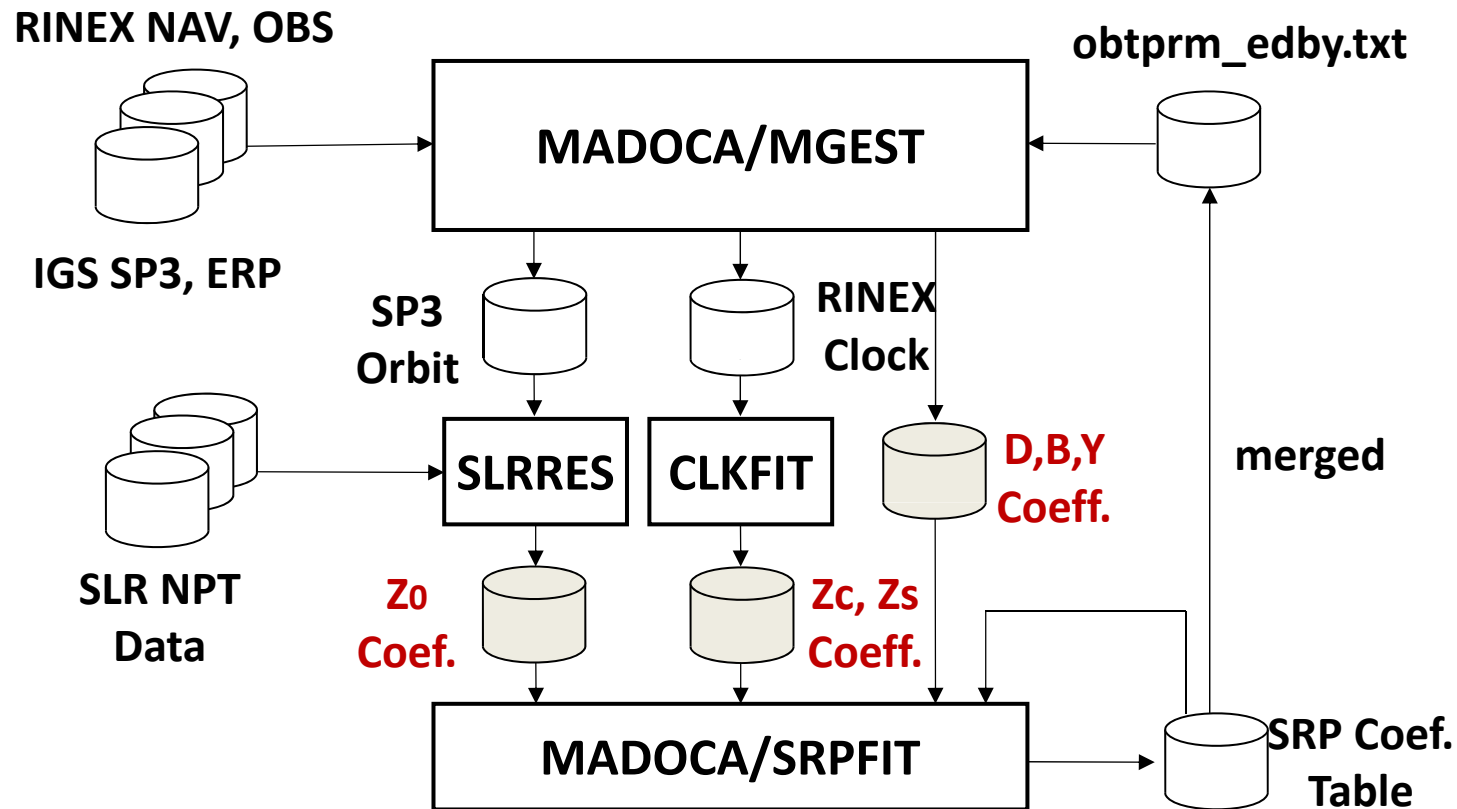 RINEX NAV, OBS
obtprm_edby.txt
MADOCA/MGEST
IGS SP3, ERP
SP3
Orbit
RINEX
Clock
SLRRES
CLKFIT
D,B,Y
Coeff.
merged
SLR NPT
Data
Z0
Coef.
Zc, Zs
Coeff.
MADOCA/SRPFIT
SRP Coef.
Table